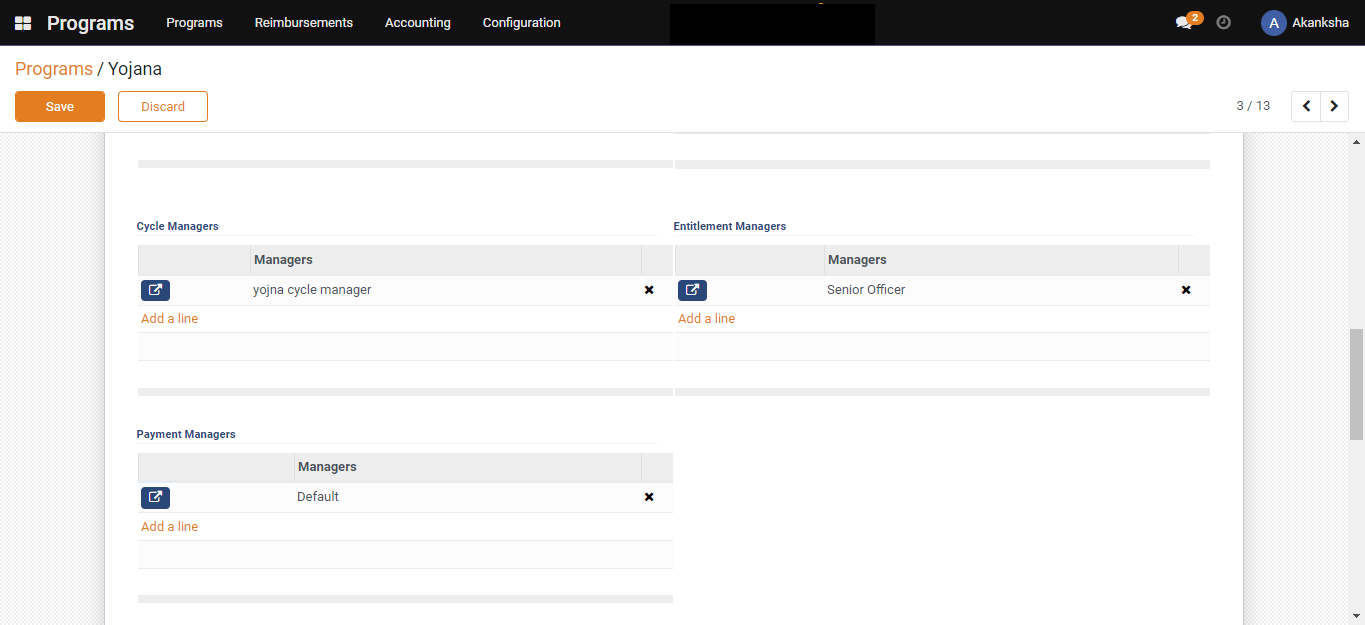 Programs Programs Reimbursements Accounting Configuration 2 A Akanksha
Programs / Yojana
Save Discard 3 / 13
Cycle Managers Entitlement Managers
Managers Managers
yojna cycle manager Senior Officer
Add a line Add a line
Payment Managers
Managers
Default
Add a line